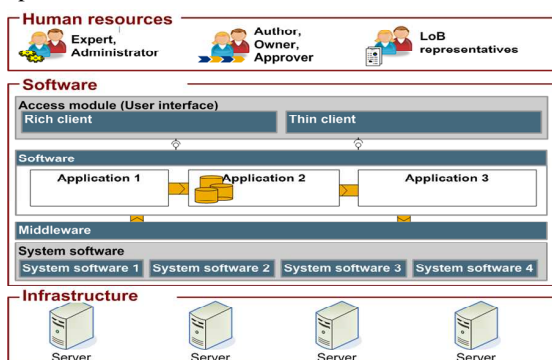 Human resources
Expert,
Administrator
Author,
Owner,
Approver
LoB
representatives
Software
Access module (User interface)
Rich client
Thin client
Software
Application 1
Application 2
Application 3
Middleware
System software
System software 1
System software 2
System software 3
System software 4
Infrastructure
Server
Server
Server
Server